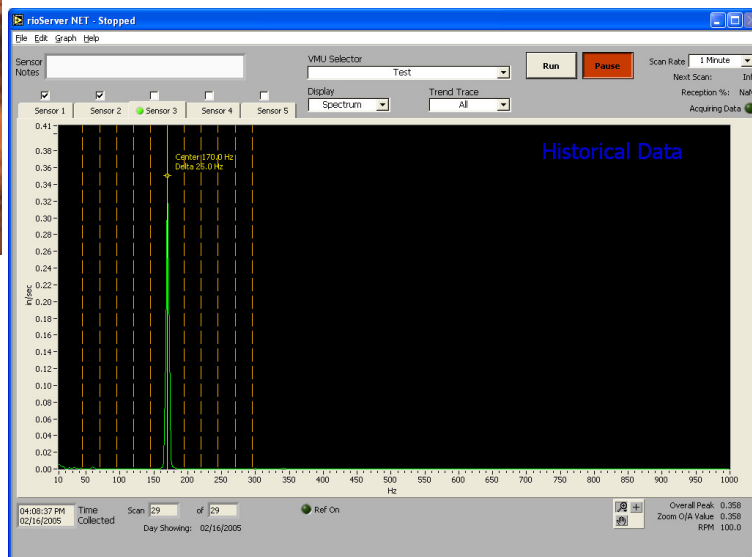 rioServer NET - Stopped
File Edit Graph Help
Sensor Notes
VMU Selector
Test
Run
Pause
Scan Rate 1 Minute
Next Scan: Inf
Reception %: NaN
Acquiring Data
Display
Spectrum
Trend Trace
All
Sensor 1 Sensor 2 Sensor 3 Sensor 4 Sensor 5
Historical Data
Center 170.0 Hz
Delta 25.0 Hz
in/sec
0.41
0.38
0.36
0.34
0.32
0.30
0.28
0.26
0.24
0.22
0.20
0.18
0.16
0.14
0.12
0.10
0.08
0.06
0.04
0.02
0.00
10 50 100 150 200 250 300 350 400 450 500 550 600 650 700 750 800 850 900 950 1000
Hz
04:08:37 PM
02/16/2005
Time Collected
Scan 29 of 29
Day Showing: 02/16/2005
Ref On
Overall Peak 0.358
Zoom O/A Value 0.358
RPM 100.0